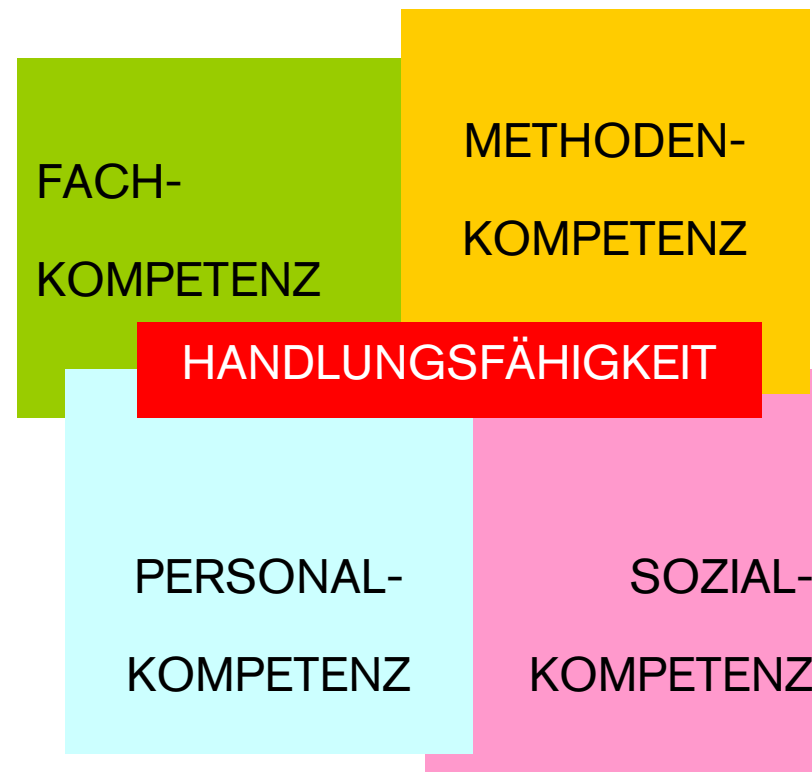 FACH-
KOMPETENZ
METHODEN-
KOMPETENZ
HANDLUNGSFÄHIGKEIT
PERSONAL-
KOMPETENZ
SOZIAL-
KOMPETENZ